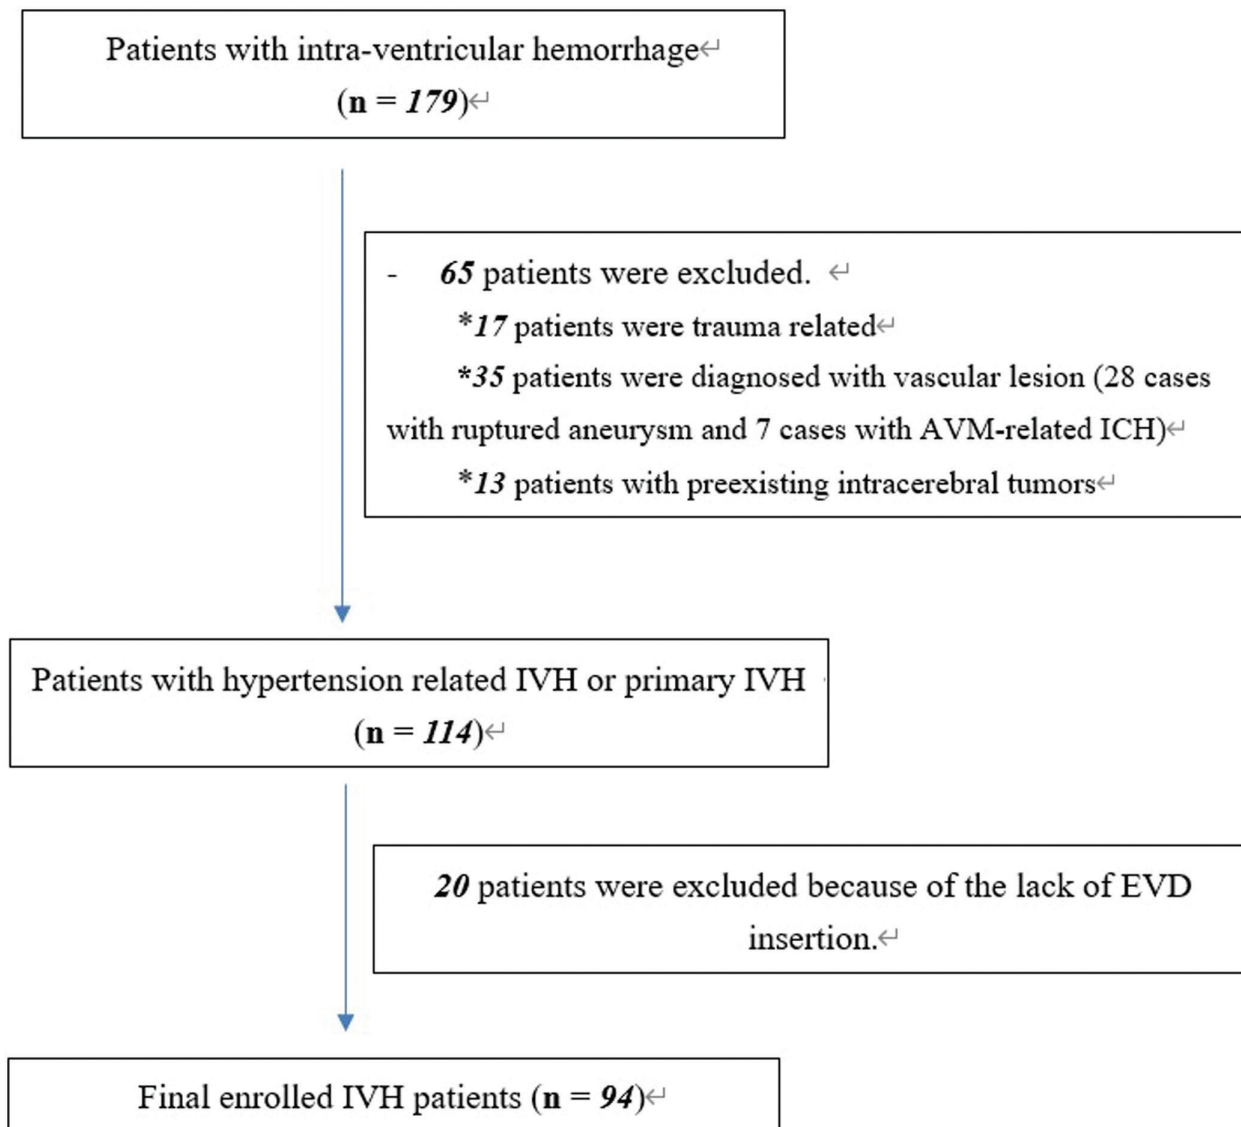 Patients with intra-ventricular hemorrhage↵
(n = 179)↵
- 65 patients were excluded. ↵
*17 patients were trauma related↵
*35 patients were diagnosed with vascular lesion (28 cases
with ruptured aneurysm and 7 cases with AVM-related ICH)↵
*13 patients with preexisting intracerebral tumors↵
Patients with hypertension related IVH or primary IVH
(n = 114)↵
20 patients were excluded because of the lack of EVD
insertion.↵
Final enrolled IVH patients (n = 94)↵